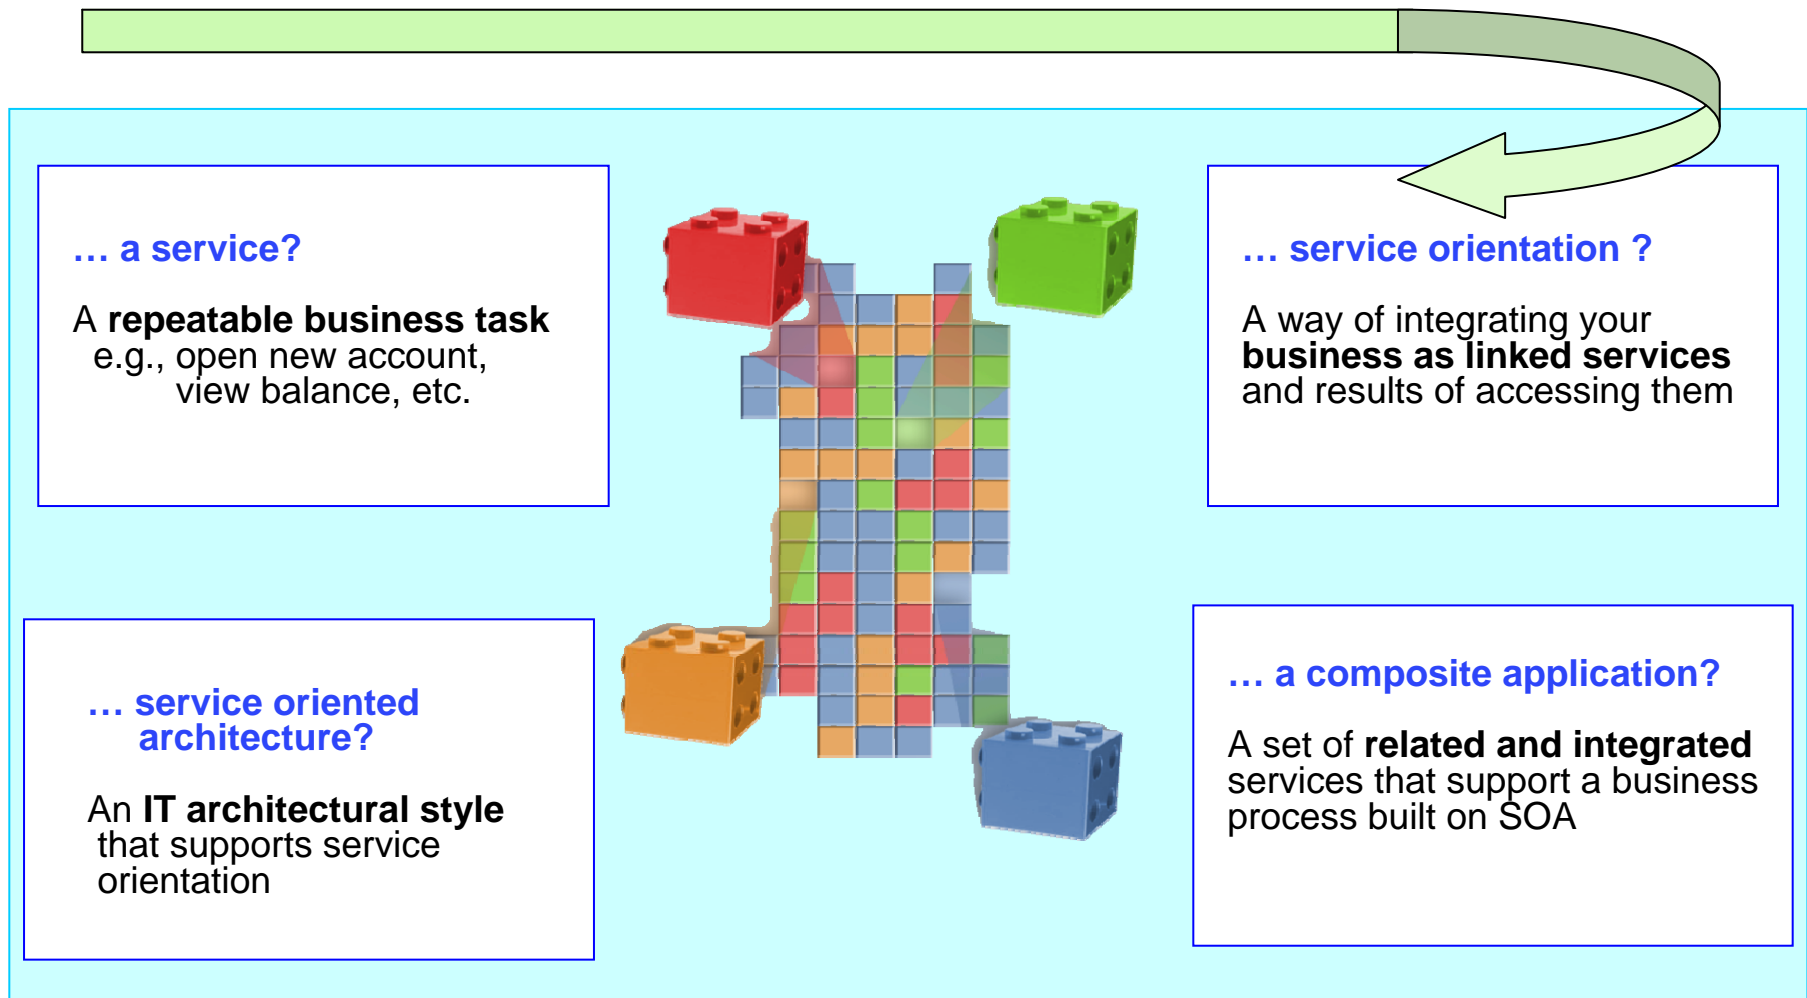 … a service?
A repeatable business task
e.g., open new account,
view balance, etc.
… service orientation ?
A way of integrating your
business as linked services
and results of accessing them
… service oriented
architecture?
An IT architectural style
that supports service
orientation
… a composite application?
A set of related and integrated
services that support a business
process built on SOA